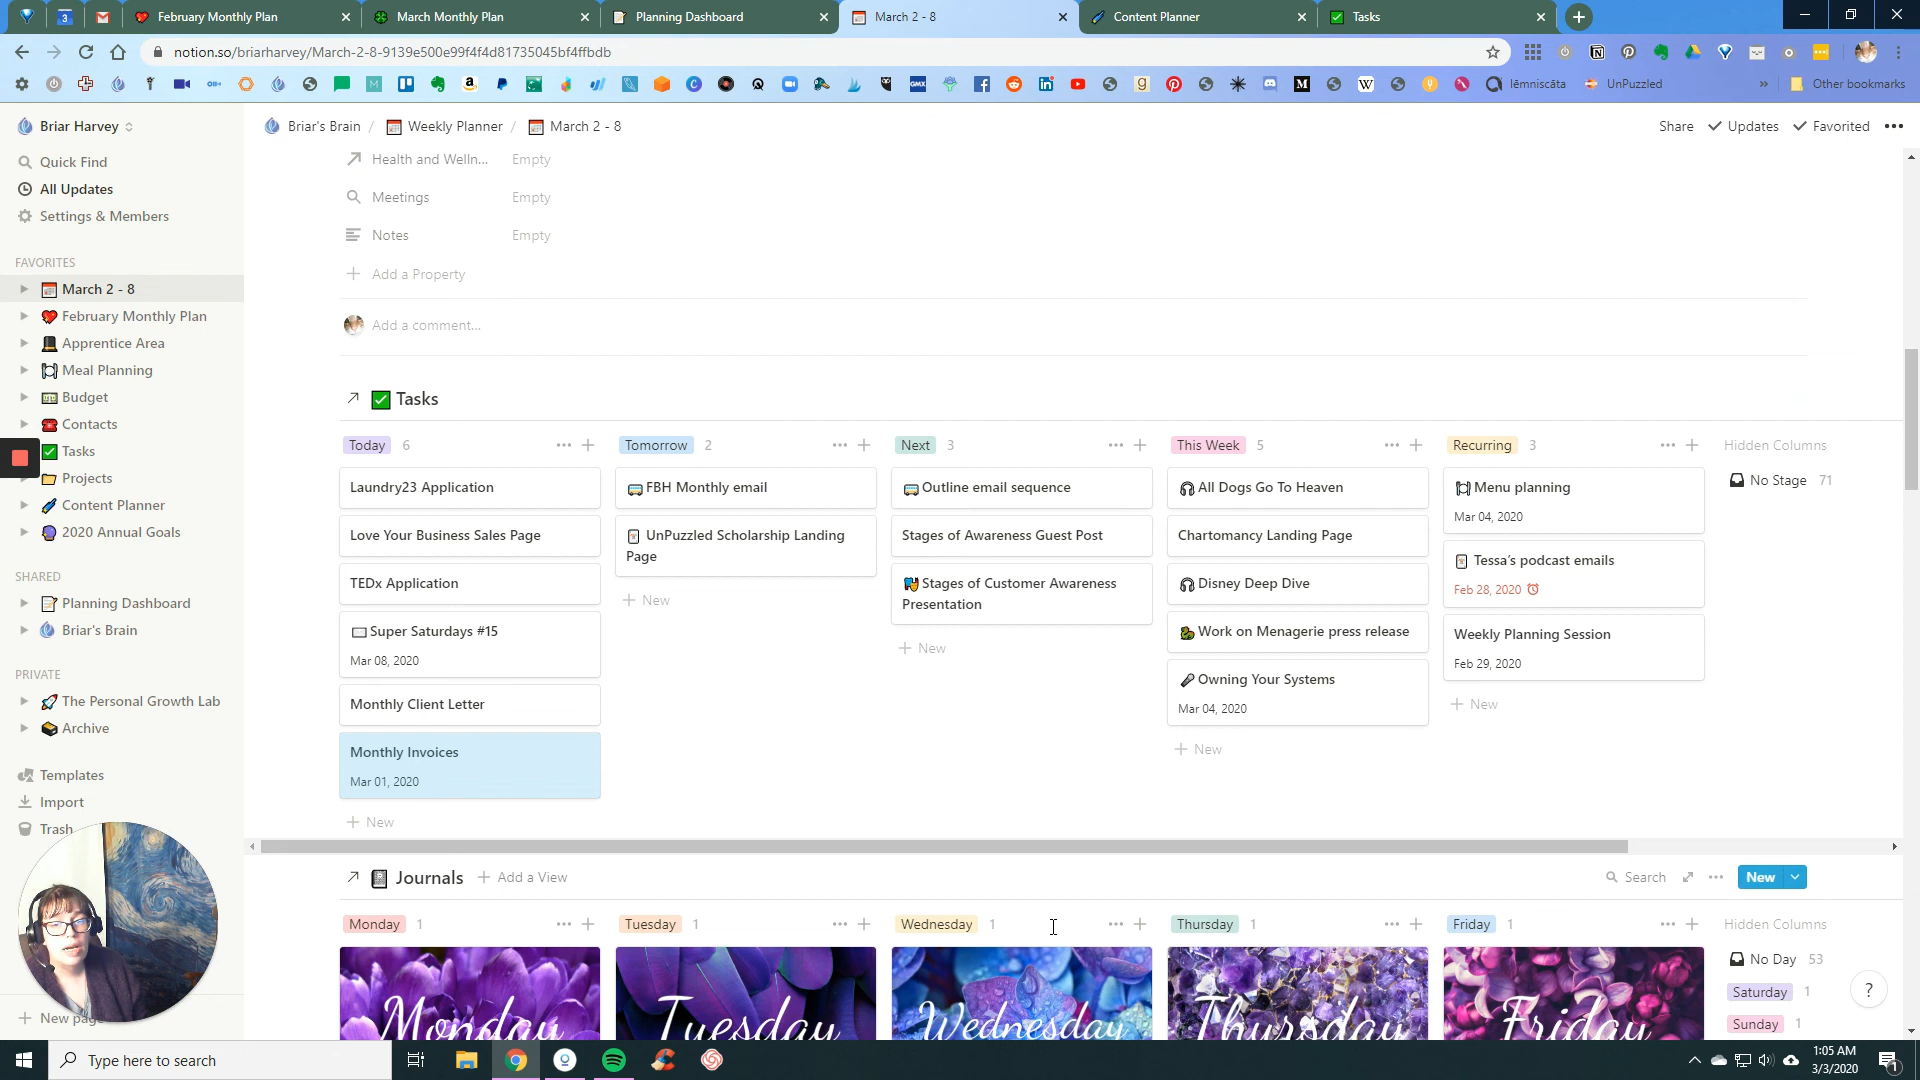 February Monthly Plan
March Monthly Plan
Planning Dashboard
March 2 - 8
Content Planner
Tasks
notion.so/briarharvey/March-2-8-9139e500e99f4f4d81735045bf4ffbdb
lēmniscāta
UnPuzzled
Other bookmarks
Briar Harvey
Briar's Brain / Weekly Planner / March 2 - 8
Share Updates Favorited
Quick Find
All Updates
Settings & Members
FAVORITES
March 2 - 8
February Monthly Plan
Apprentice Area
Meal Planning
Budget
Contacts
Tasks
Projects
Content Planner
2020 Annual Goals
SHARED
Planning Dashboard
Briar's Brain
PRIVATE
The Personal Growth Lab
Archive
Templates
Import
Trash
New page
Health and Welln... Empty
Meetings Empty
Notes Empty
Add a Property
Add a comment...
Tasks
Today 6
Laundry23 Application
Love Your Business Sales Page
TEDx Application
Super Saturdays #15
Mar 08, 2020
Monthly Client Letter
Monthly Invoices
Mar 01, 2020
New
Tomorrow 2
FBH Monthly email
UnPuzzled Scholarship Landing
Page
New
Next 3
Outline email sequence
Stages of Awareness Guest Post
Stages of Customer Awareness
Presentation
New
This Week 5
All Dogs Go To Heaven
Chartomancy Landing Page
Disney Deep Dive
Work on Menagerie press release
Owning Your Systems
Mar 04, 2020
New
Recurring 3
Menu planning
Mar 04, 2020
Tessa's podcast emails
Feb 28, 2020
Weekly Planning Session
Feb 29, 2020
New
Hidden Columns
No Stage 71
Journals
Add a View
Search
New
Monday 1
Monday
Tuesday 1
Tuesday
Wednesday 1
Wednesday
Thursday 1
Thursday
Friday 1
Friday
Hidden Columns
No Day 53
Saturday 1
Sunday 1
?
Type here to search
1:05 AM
3/3/2020
1